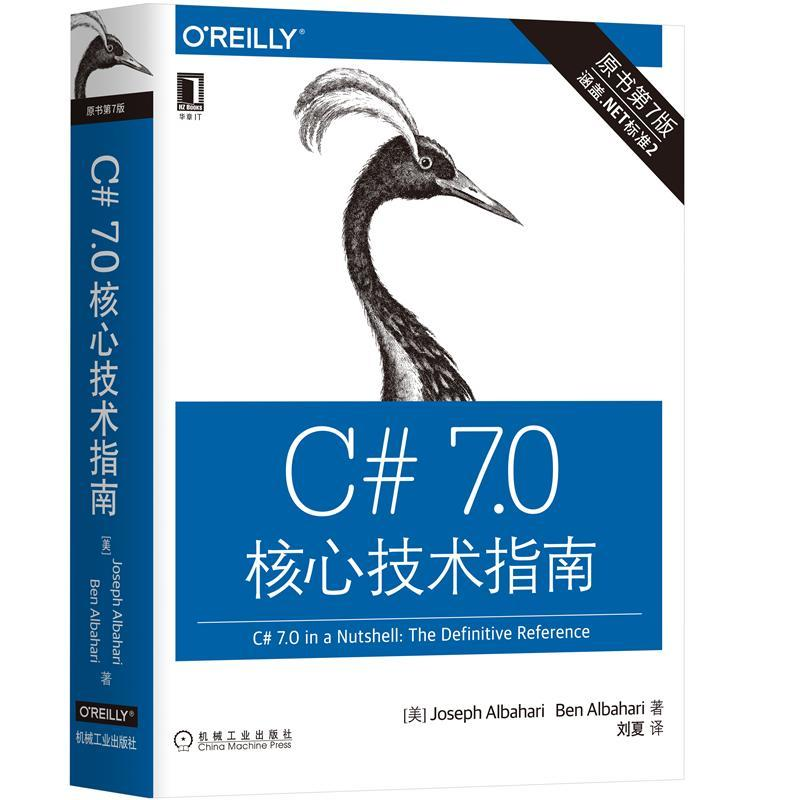 O'REILLY®
HZ Books
华章IT
原书第7版
涵盖.NET标准2
C# 7.0
核心技术指南
C# 7.0 in a Nutshell: The Definitive Reference
[美] Joseph Albahari Ben Albahari 著
刘夏 译
机械工业出版社
China Machine Press
原书第7版
C# 7.0核心技术指南
[美] Joseph Albahari
Ben Albahari 著
O'REILLY®
机械工业出版社